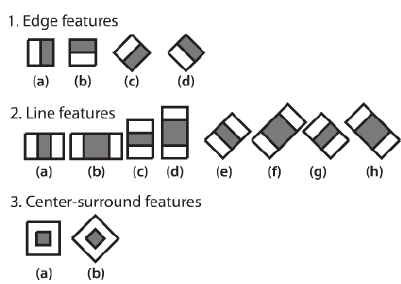 1. Edge features
(a) (b) (c) (d)
2. Line features
(a) (b) (c) (d) (e) (f) (g) (h)
3. Center-surround features
(a) (b)